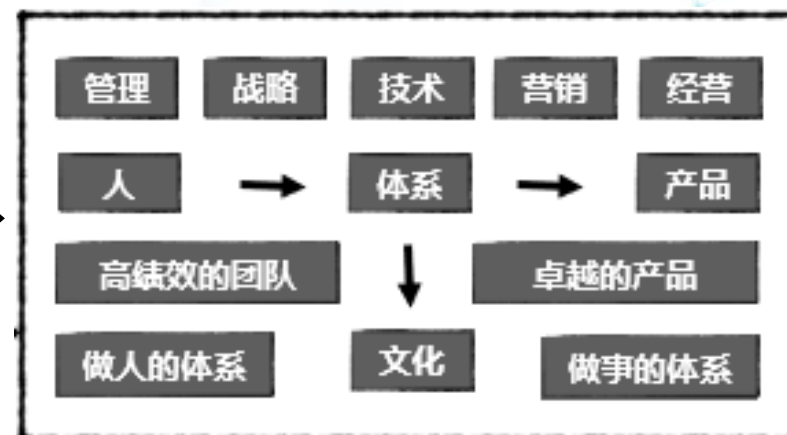 管理 战略 技术 营销 经营
人 体系 产品
高绩效的团队 卓越的产品
做人的体系 文化 做事的体系